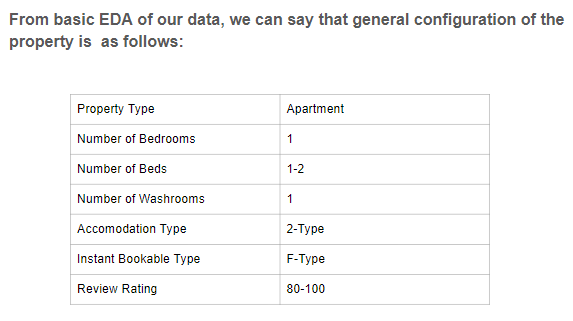 From basic EDA of our data, we can say that general configuration of the
property is as follows:
Property Type Apartment
Number of Bedrooms 1
Number of Beds 1-2
Number of Washrooms 1
Accomodation Type 2-Type
Instant Bookable Type F-Type
Review Rating 80-100